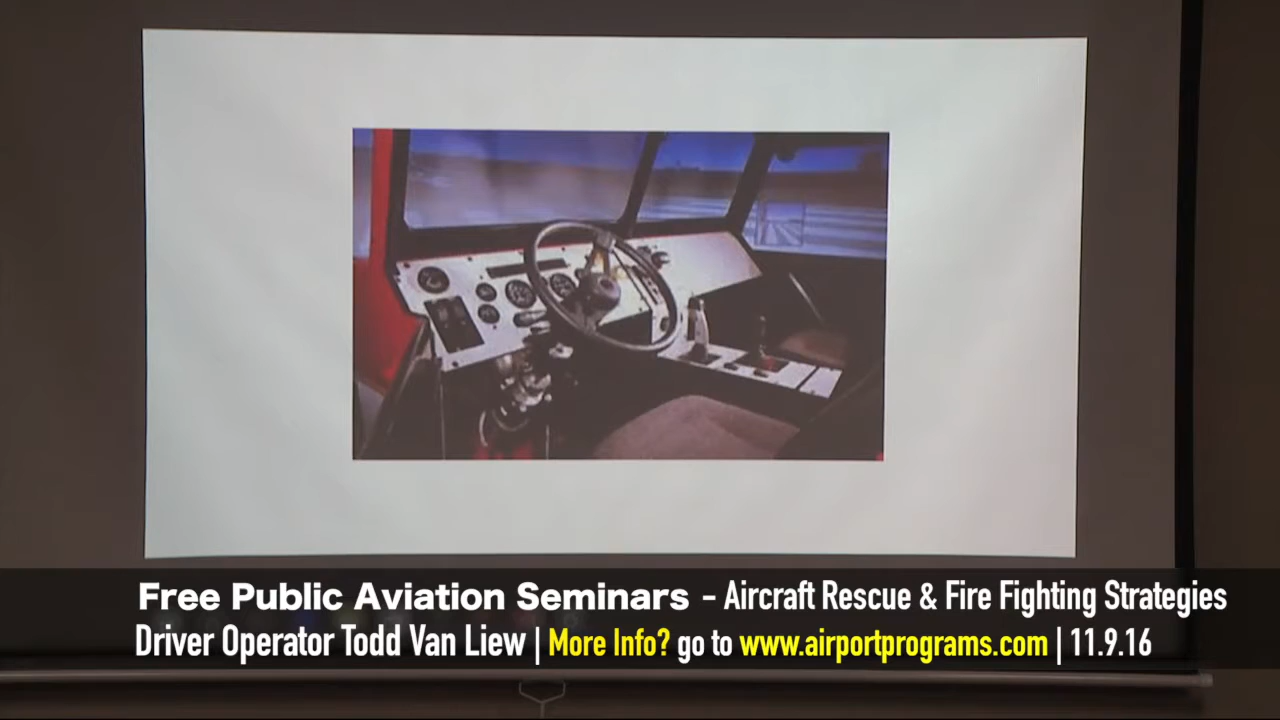 Free Public Aviation Seminars - Aircraft Rescue & Fire Fighting Strategies
Driver Operator Todd Van Liew | More Info? go to www.airportprograms.com | 11.9.16